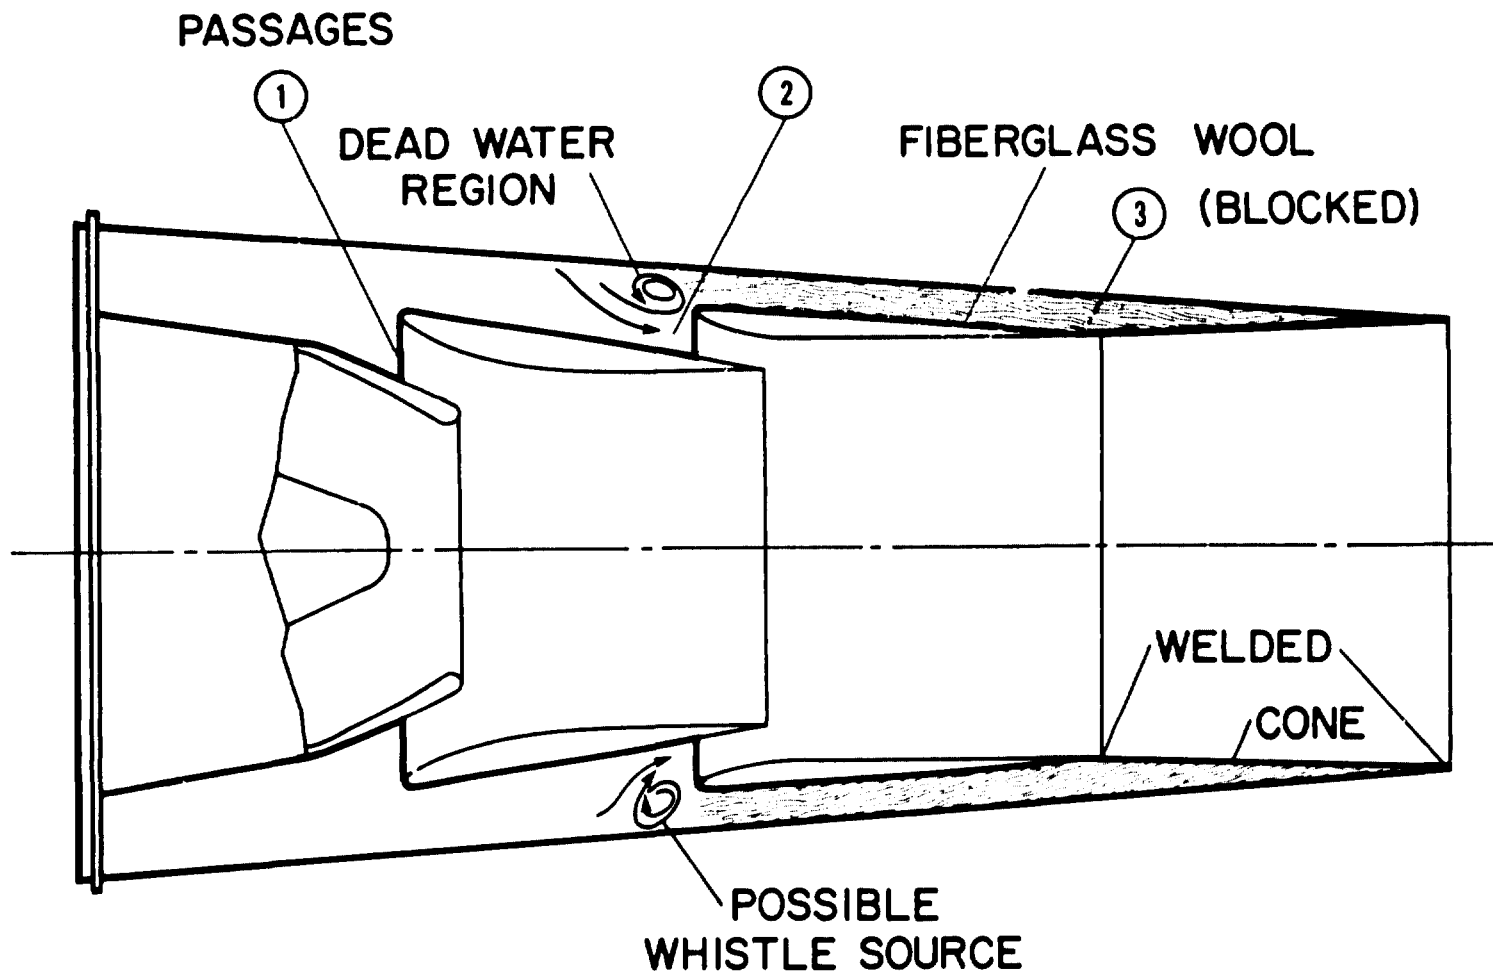 PASSAGES
1
2
DEAD WATER
REGION
FIBERGLASS WOOL
3 (BLOCKED)
WELDED
CONE
POSSIBLE
WHISTLE SOURCE